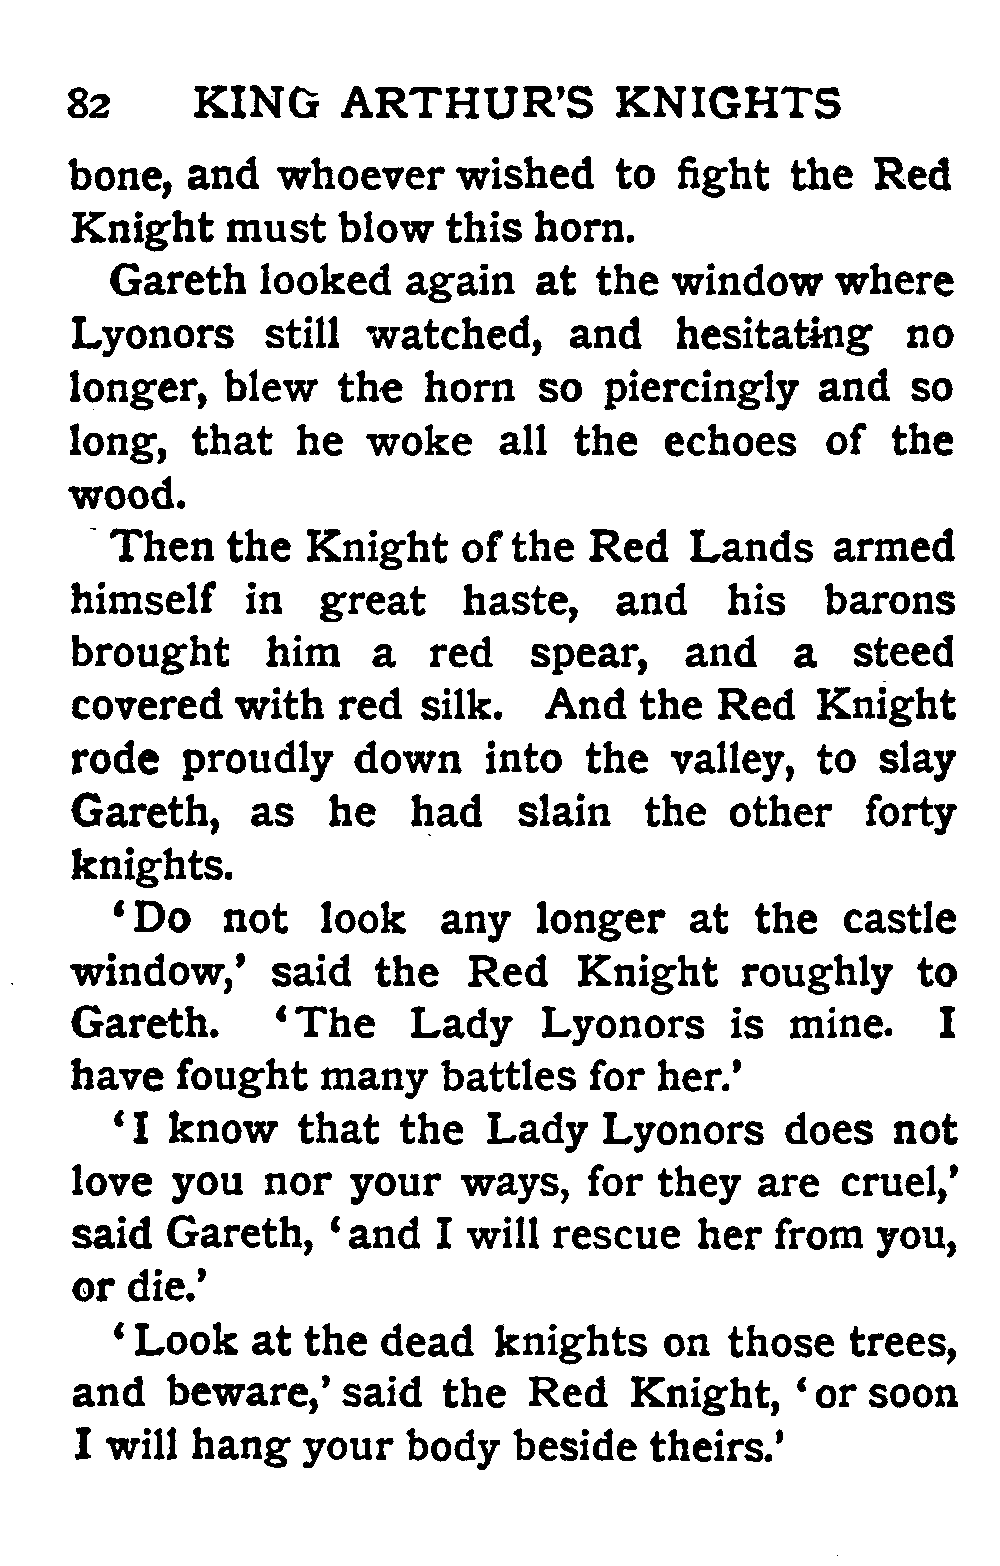 82 KING ARTHUR'S KNIGHTS
bone, and whoever wished to fight the Red
Knight must blow this horn.
Gareth looked again at the window where
Lyonors still watched, and hesitating no
longer, blew the horn so piercingly and so
long, that he woke all the echoes of the
wood.
Then the Knight of the Red Lands armed
himself in great haste, and his barons
brought him a red spear, and a steed
covered with red silk. And the Red Knight
rode proudly down into the valley, to slay
Gareth, as he had slain the other forty
knights.
‘Do not look any longer at the castle
window,’ said the Red Knight roughly to
Gareth. ‘The Lady Lyonors is mine. I
have fought many battles for her.’
‘I know that the Lady Lyonors does not
love you nor your ways, for they are cruel,’
said Gareth, ‘and I will rescue her from you,
or die.’
‘Look at the dead knights on those trees,
and beware,’ said the Red Knight, ‘or soon
I will hang your body beside theirs.’